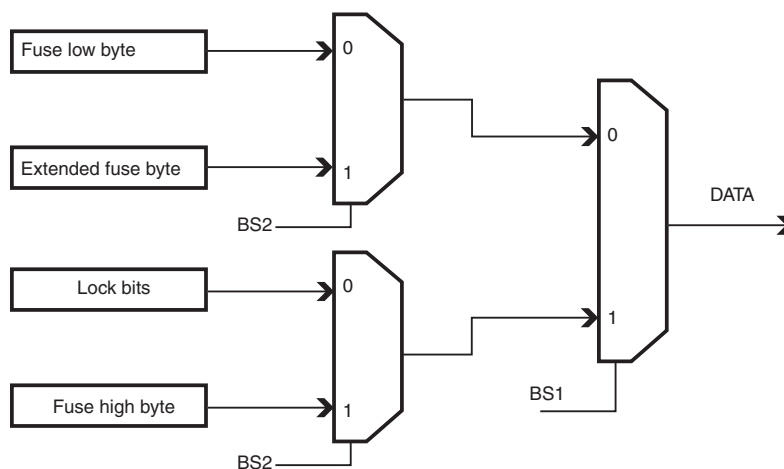 Fuse low byte
0
Extended fuse byte
1
BS2
0
DATA
Lock bits
0
1
Fuse high byte
1
BS1
BS2